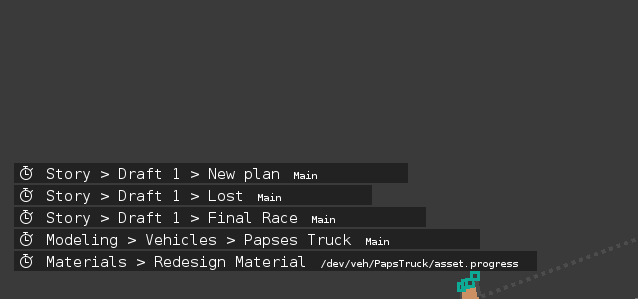 Story > Draft 1 > New plan Main
Story > Draft 1 > Lost Main
Story > Draft 1 > Final Race Main
Modeling > Vehicles > Papses Truck Main
Materials > Redesign Material /dev/veh/PapsTruck/asset.progress